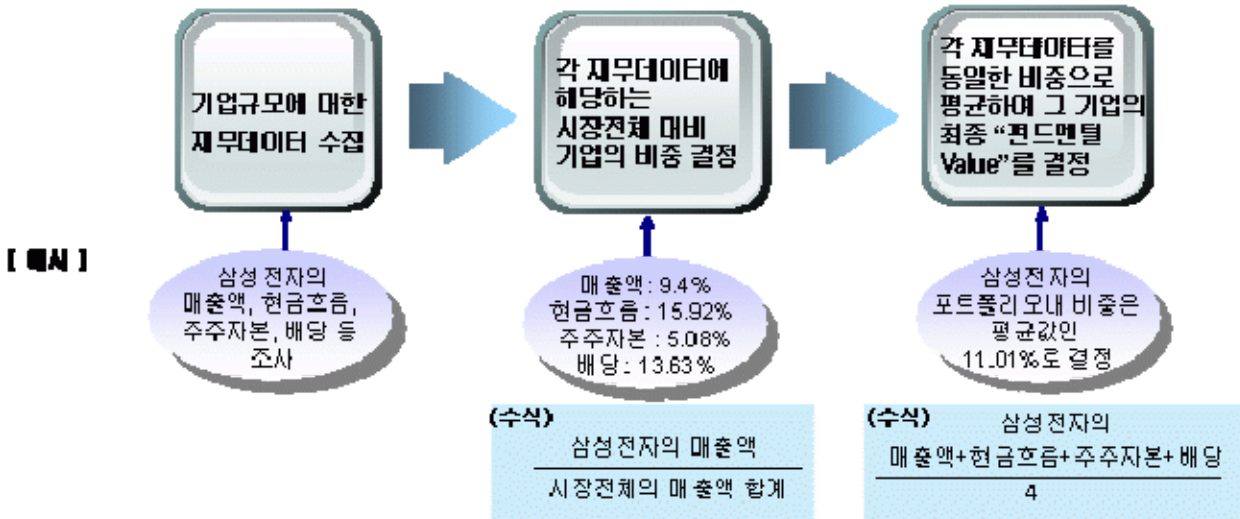 기업규모에 대한
재무데이터 수집
각 재무데이터에
해당하는
시장전체 대비
기업의 비중 결정
각 재무데이터를
동일한 비중으로
평균하여 그 기업의
최종 “펀드멘털
Value”를 결정
[ 예시 ]
삼성전자의
매출액, 현금흐름,
주주자본, 배당 등
조사
매출액: 9.4%
현금흐름: 15.92%
주주자본 : 5.08%
배당: 13.63%
삼성전자의
포트폴리오내 비중은
평균값인
11.01%로 결정
(수식)
삼성전자의 매출액
시장전체의 매출액 합계
(수식)
삼성전자의
매출액+현금흐름+주주자본+배당
4